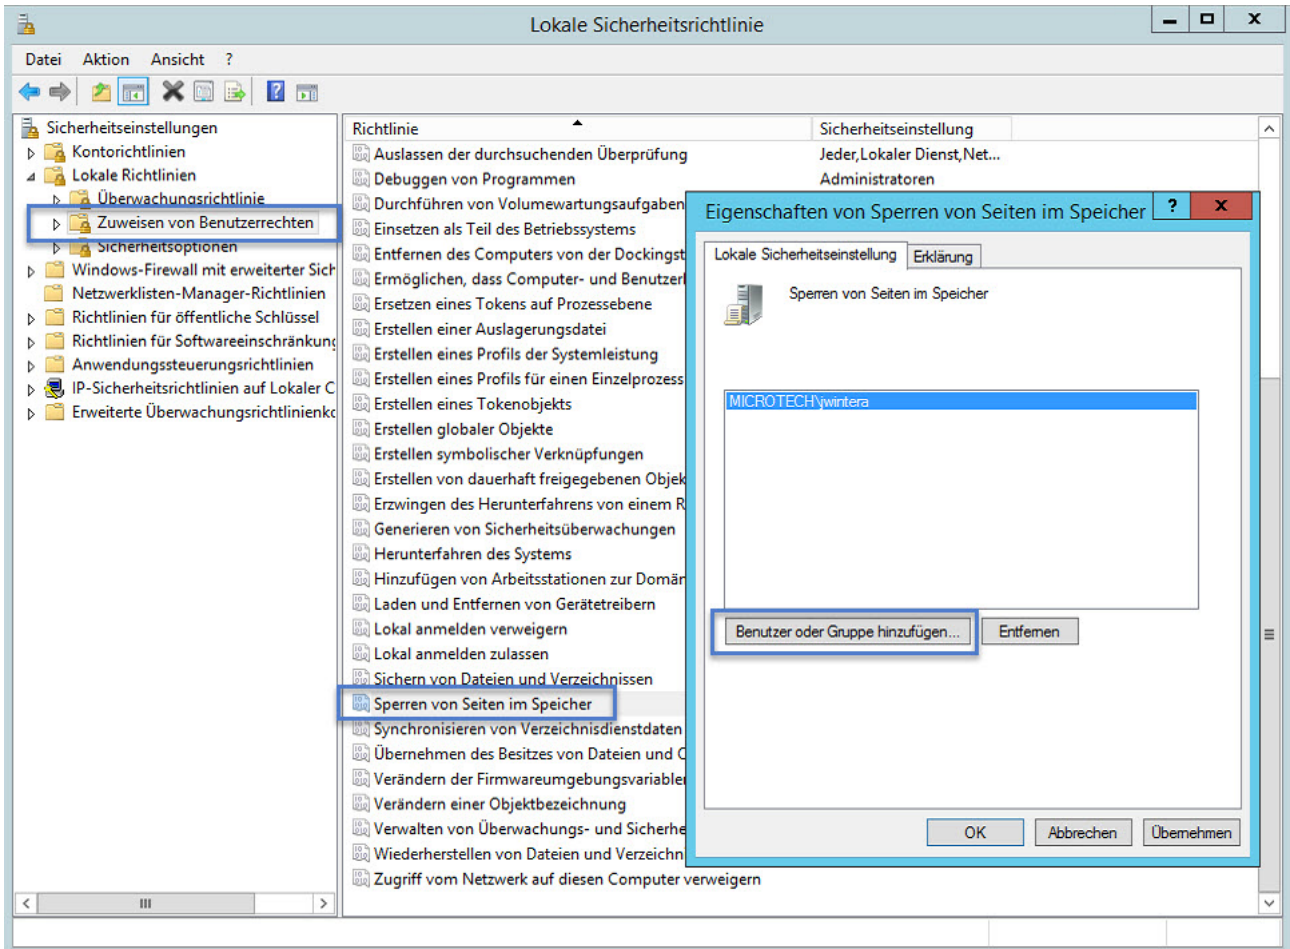 Lokale Sicherheitsrichtlinie
Datei Aktion Ansicht ?
Sicherheitseinstellungen
Kontorichtlinien
Lokale Richtlinien
Überwachungsrichtlinie
Zuweisen von Benutzerrechten
Sicherheitsoptionen
Windows-Firewall mit erweiterter Sich
Netzwerklisten-Manager-Richtlinien
Richtlinien für öffentliche Schlüssel
Richtlinien für Softwareeinschränkung
Anwendungssteuerungsrichtlinien
IP-Sicherheitsrichtlinien auf Lokaler C
Erweiterte Überwachungsrichtlinienko
Richtlinie Sicherheitseinstellung
Auslassen der durchsuchenden Überprüfung Jeder,Lokaler Dienst,Net...
Debuggen von Programmen Administratoren
Durchführen von Volumewartungsaufgaben
Einsetzen als Teil des Betriebssystems
Entfernen des Computers von der Dockingst
Ermöglichen, dass Computer- und Benutzerl
Ersetzen eines Tokens auf Prozessebene
Erstellen einer Auslagerungsdatei
Erstellen eines Profils der Systemleistung
Erstellen eines Profils für einen Einzelprozess
Erstellen eines Tokenobjekts
Erstellen globaler Objekte
Erstellen symbolischer Verknüpfungen
Erstellen von dauerhaft freigegebenen Objek
Erzwingen des Herunterfahrens von einem R
Generieren von Sicherheitsüberwachungen
Herunterfahren des Systems
Hinzufügen von Arbeitsstationen zur Domän
Laden und Entfernen von Gerätetreibern
Lokal anmelden verweigern
Lokal anmelden zulassen
Sichern von Dateien und Verzeichnissen
Sperren von Seiten im Speicher
Synchronisieren von Verzeichnisdienstdaten
Übernehmen des Besitzes von Dateien und O
Verändern der Firmwareumgebungsvariablen
Verändern einer Objektbezeichnung
Verwalten von Überwachungs- und Sicherhe
Wiederherstellen von Dateien und Verzeichn
Zugriff vom Netzwerk auf diesen Computer verweigern
Eigenschaften von Sperren von Seiten im Speicher ? x
Lokale Sicherheitseinstellung Erklärung
Sperren von Seiten im Speicher
MICROTECH\jwintera
Benutzer oder Gruppe hinzufügen... Entfernen
OK Abbrechen Übernehmen